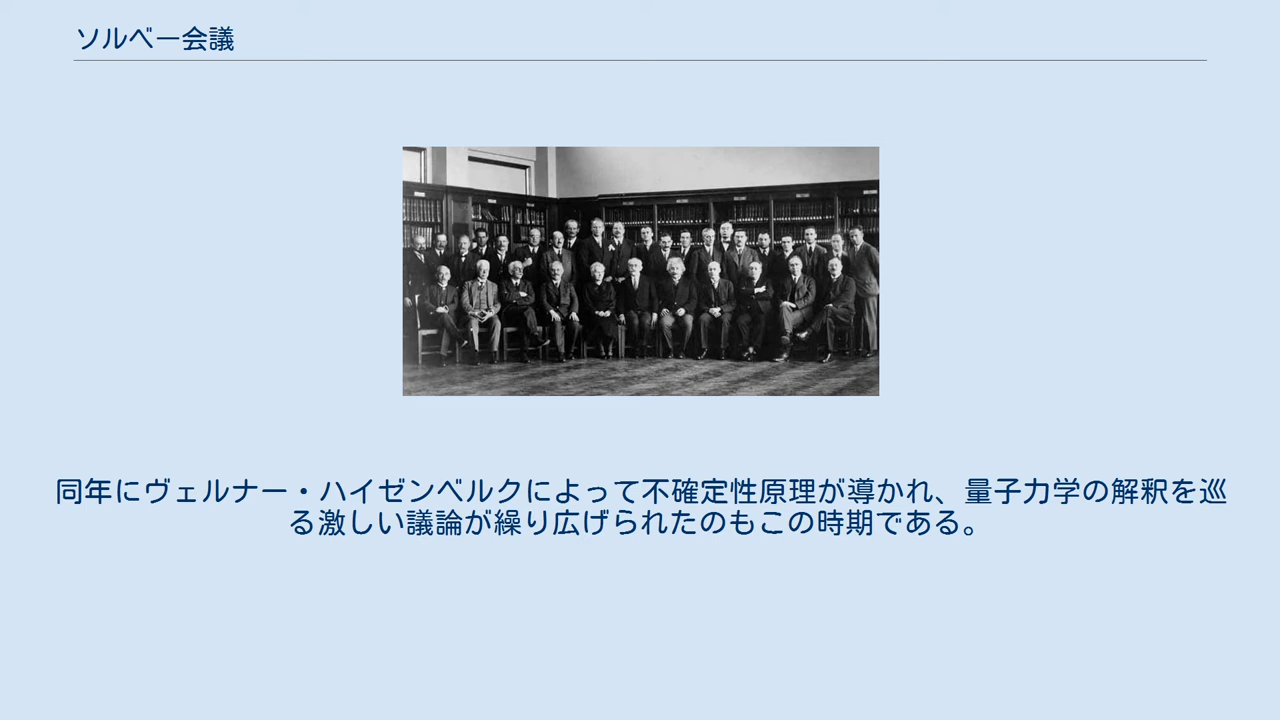 ソルベー会議
同年にヴェルナー・ハイゼンベルクによって不確定性原理が導かれ、量子力学の解釈を巡
る激しい議論が繰り広げられたのもこの時期である。